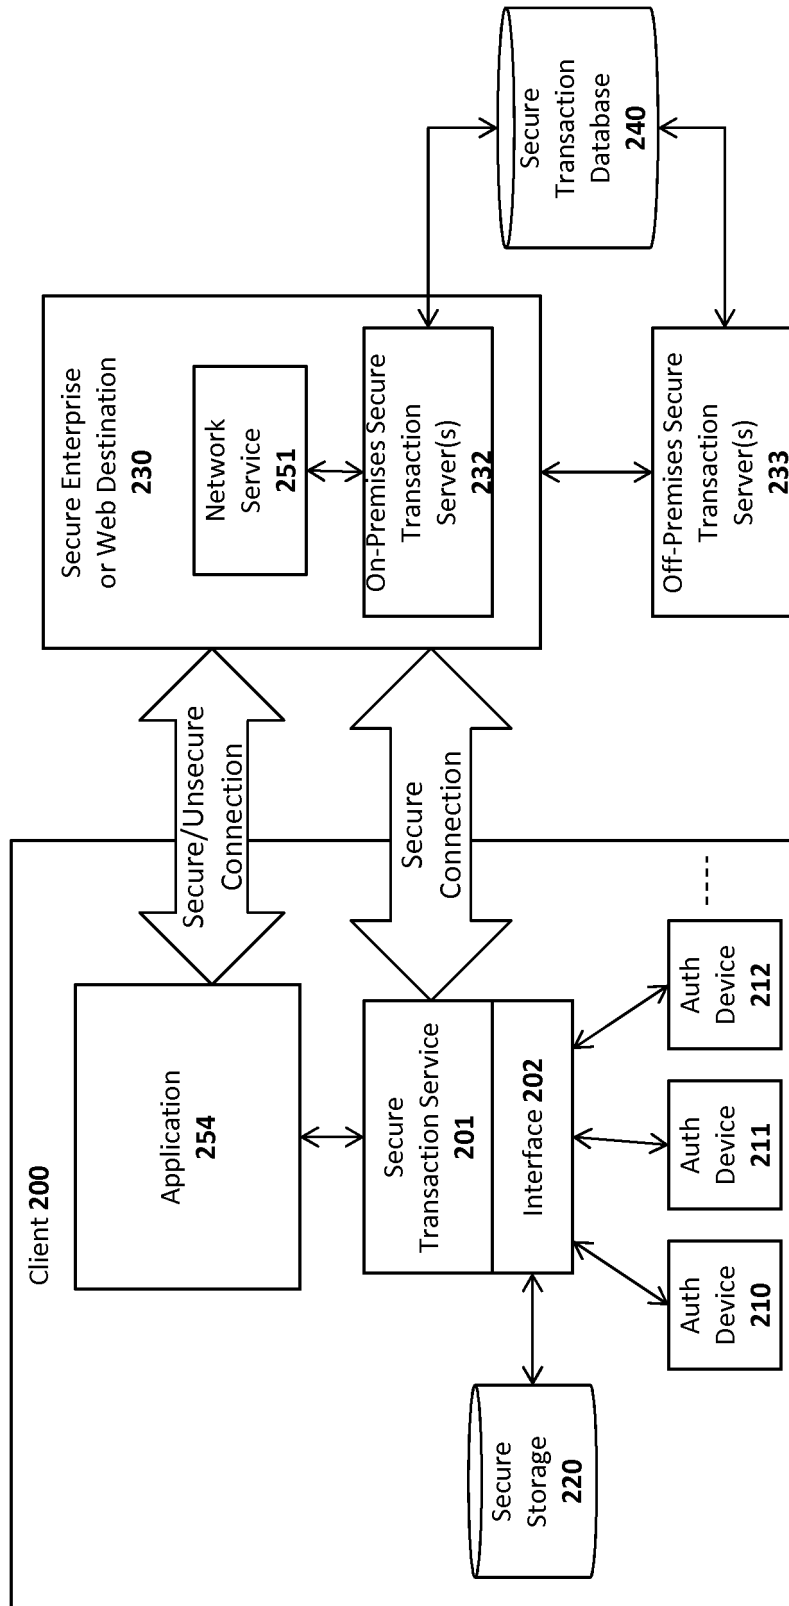 Client 200
Application
254
Secure
Transaction Service
201
Interface 202
Secure
Storage
220
Auth
Device
210
Auth
Device
211
Auth
Device
212
Secure/Unsecure
Connection
Secure
Connection
Secure Enterprise
or Web Destination
230
Network
Service
251
On-Premises Secure
Transaction
Server(s)
232
Off-Premises Secure
Transaction
Server(s)
233
Secure
Transaction
Database
240